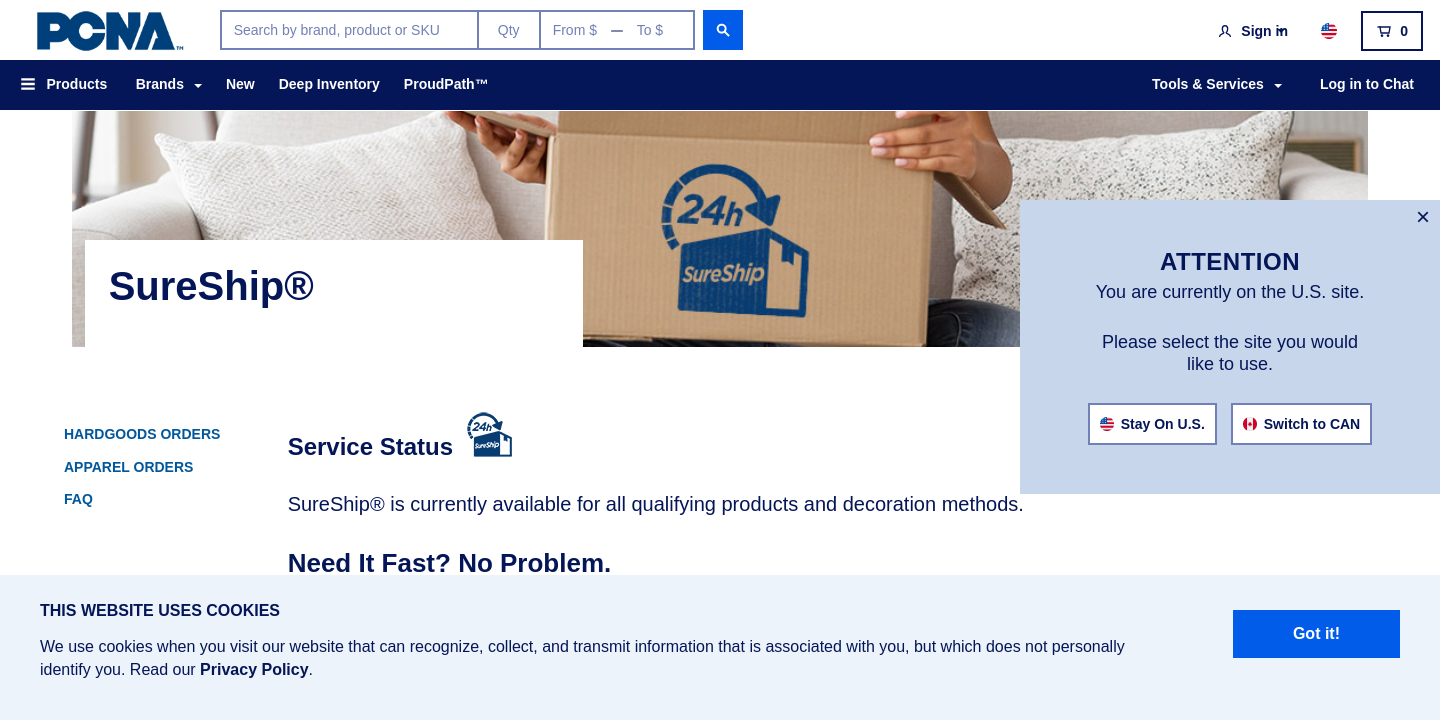 PCNA™
Search by brand, product or SKU
Qty
From $ — To $
Sign in
0
Products
Brands
New
Deep Inventory
ProudPath™
Tools & Services
Log in to Chat
24h
SureShip
SureShip®
×
ATTENTION
You are currently on the U.S. site.
Please select the site you would
like to use.
Stay On U.S.
Switch to CAN
HARDGOODS ORDERS
APPAREL ORDERS
FAQ
Service Status
24h
SureShip
SureShip® is currently available for all qualifying products and decoration methods.
Need It Fast? No Problem.
THIS WEBSITE USES COOKIES
We use cookies when you visit our website that can recognize, collect, and transmit information that is associated with you, but which does not personally
identify you. Read our Privacy Policy.
Got it!